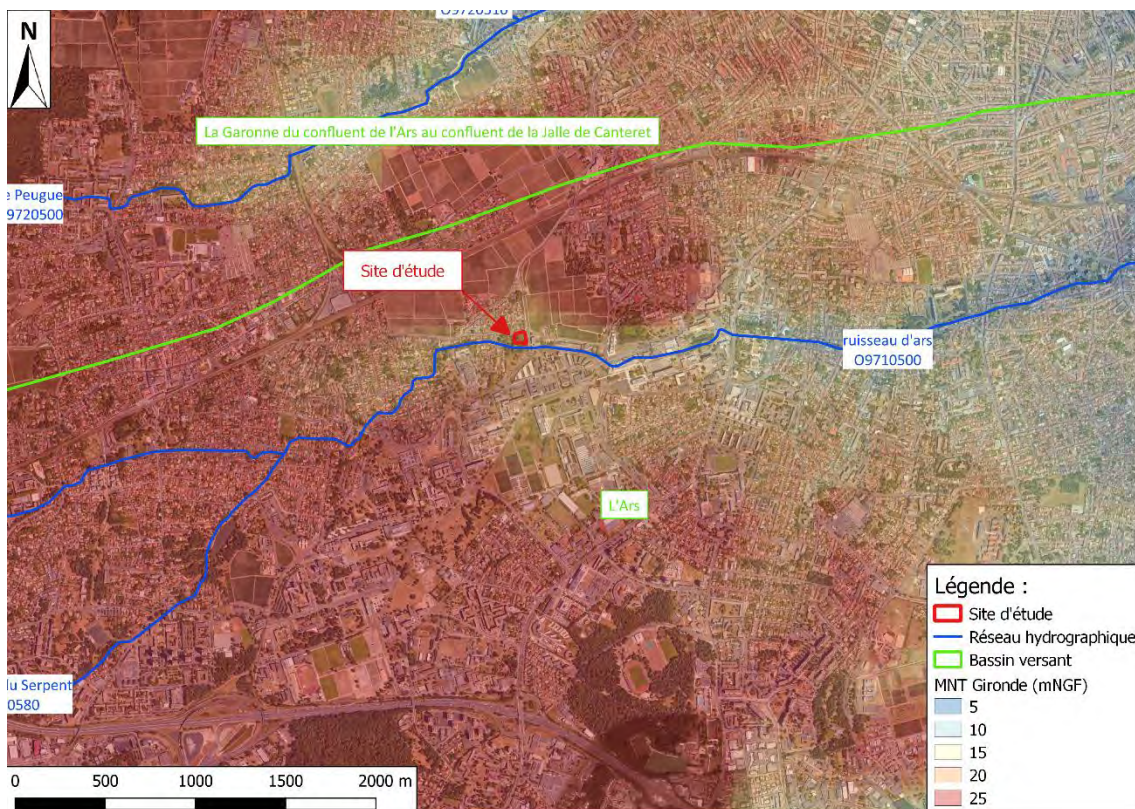 O9720510
N
La Garonne du confluent de l'Ars au confluent de la Jalle de Canteret
e Peugue
9720500
Site d'étude
ruisseau d'ars
O9710500
L'Ars
du Serpent
0580
Légende :
Site d'étude
Réseau hydrographique
Bassin versant
MNT Gironde (mNGF)
5
10
15
20
25
0 500 1000 1500 2000 m